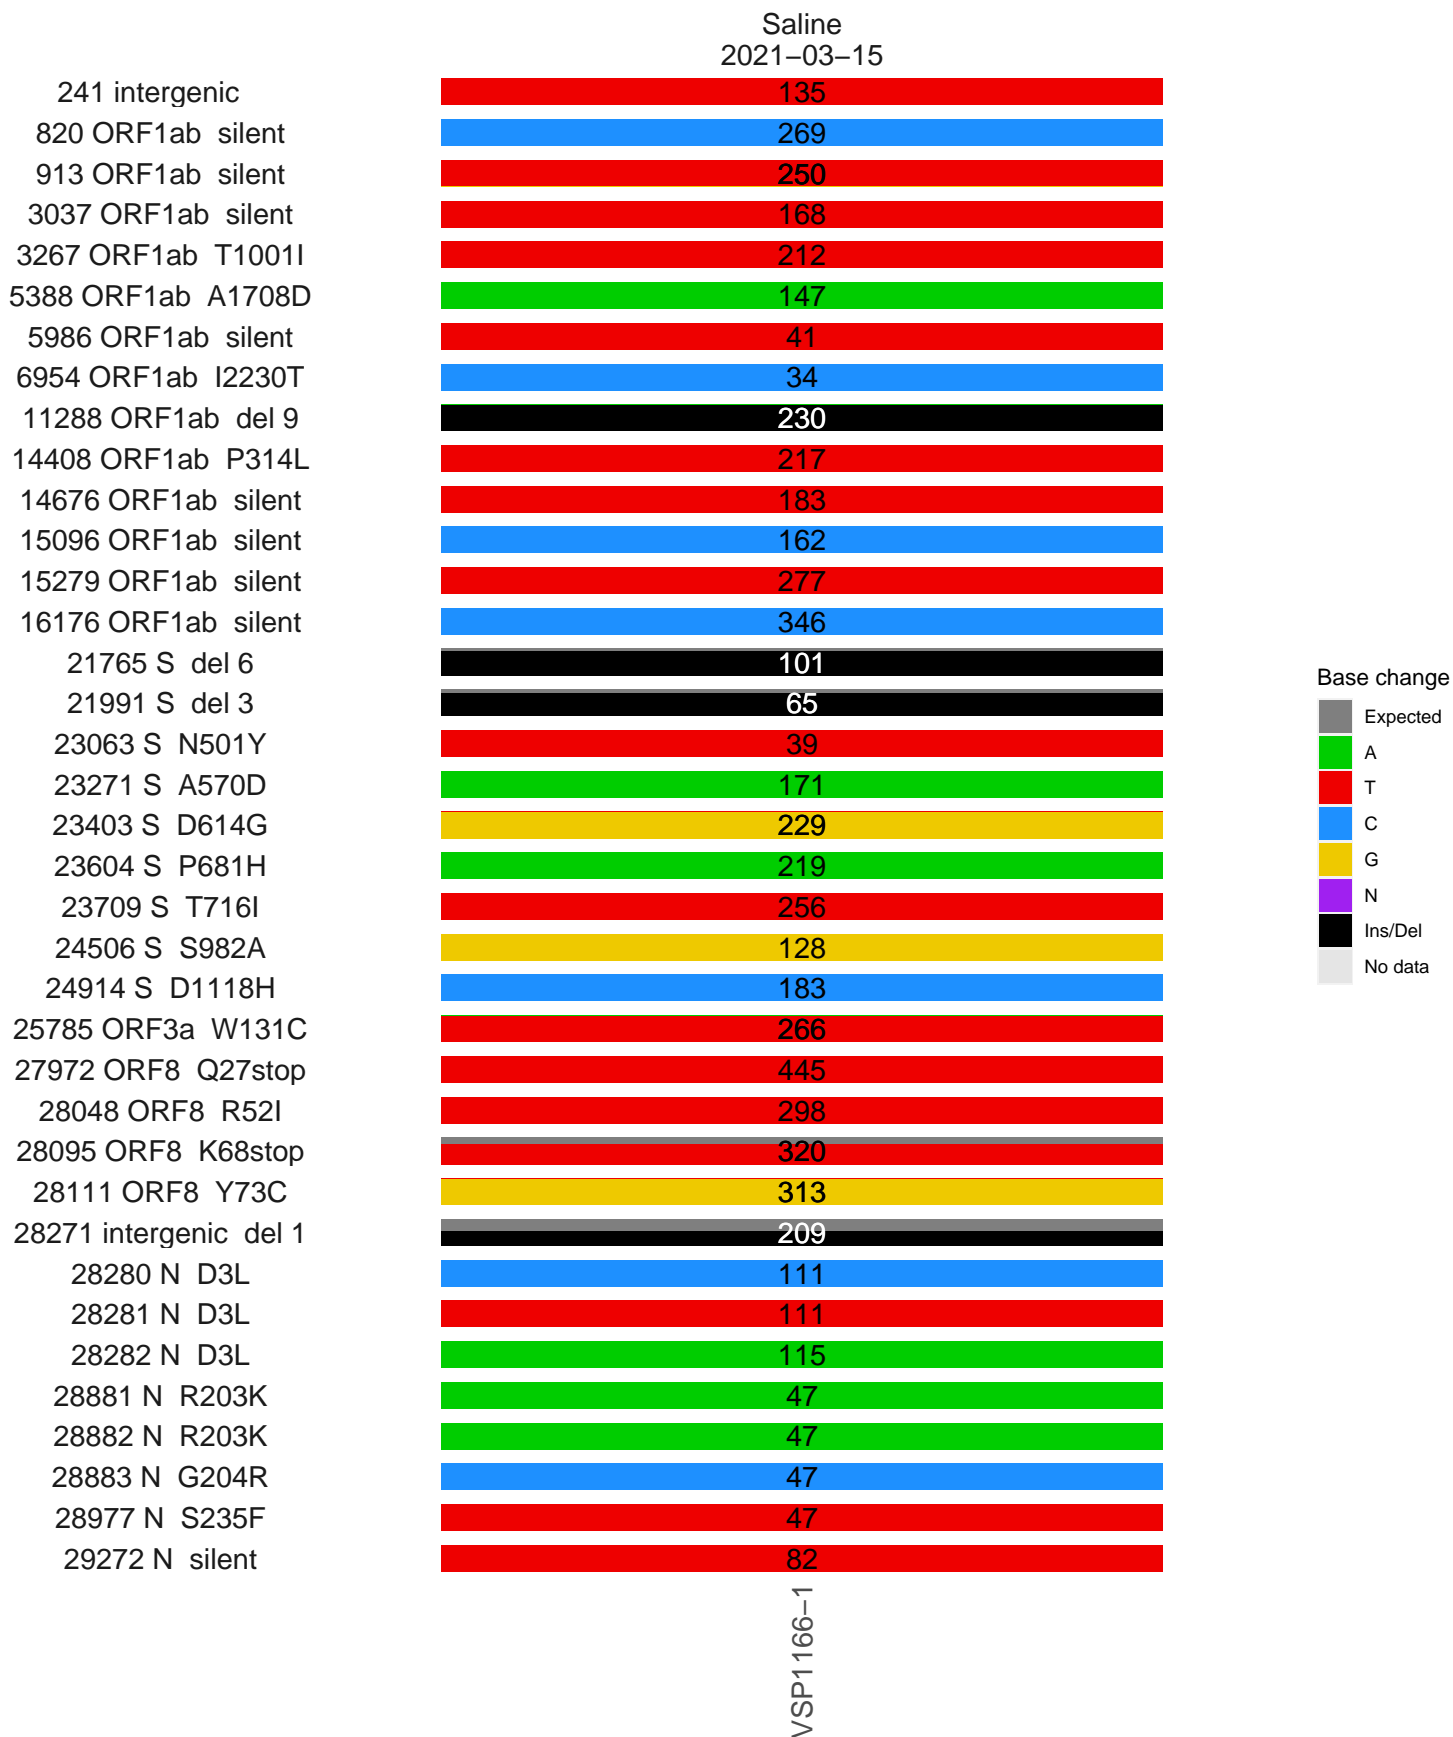 Saline
2021−03−15
241 intergenic 135
820 ORF1ab silent 269
913 ORF1ab silent 250
3037 ORF1ab silent 168
3267 ORF1ab T1001I 212
5388 ORF1ab A1708D 147
5986 ORF1ab silent 41
6954 ORF1ab I2230T 34
11288 ORF1ab del 9 230
14408 ORF1ab P314L 217
14676 ORF1ab silent 183
15096 ORF1ab silent 162
15279 ORF1ab silent 277
16176 ORF1ab silent 346
21765 S del 6 101
21991 S del 3 65
23063 S N501Y 39
23271 S A570D 171
23403 S D614G 229
23604 S P681H 219
23709 S T716I 256
24506 S S982A 128
24914 S D1118H 183
25785 ORF3a W131C 266
27972 ORF8 Q27stop 445
28048 ORF8 R52I 298
28095 ORF8 K68stop 320
28111 ORF8 Y73C 313
28271 intergenic del 1 209
28280 N D3L 111
28281 N D3L 111
28282 N D3L 115
28881 N R203K 47
28882 N R203K 47
28883 N G204R 47
28977 N S235F 47
29272 N silent 82
VSP1166−1
Base change
Expected
A
T
C
G
N
Ins/Del
No data